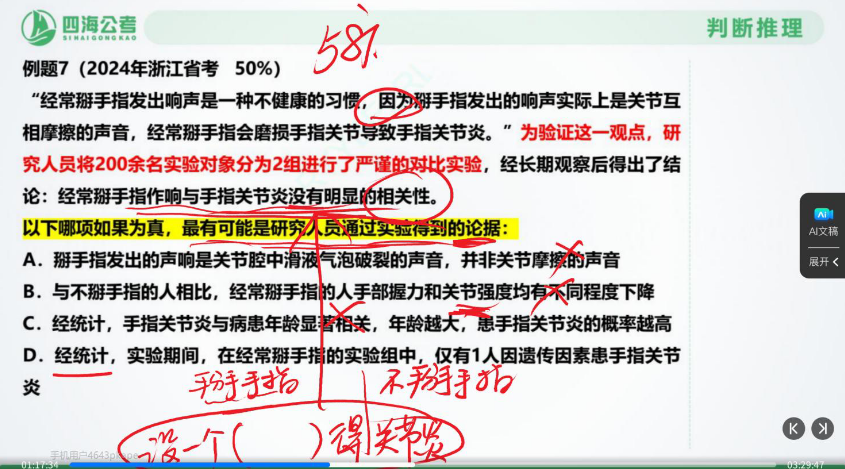 四海公考
SIHAIGONGKAO
判断推理
58%
例题7（2024年浙江省考 50%）
“经常掰手指发出响声是一种不健康的习惯，因为掰手指发出的响声实际上是关节互
相摩擦的声音，经常掰手指会磨损手指关节导致手指关节炎。”为验证这一观点，研
究人员将200余名实验对象分为2组进行了严谨的对比实验，经长期观察后得出了结
论：经常掰手指作响与手指关节炎没有明显的相关性。
以下哪项如果为真，最有可能是研究人员通过实验得到的论据：
A．掰手指发出的声响是关节腔中滑液气泡破裂的声音，并非关节摩擦的声音
B．与不掰手指的人相比，经常掰手指的人手部握力和关节强度均有不同程度下降
C．经统计，手指关节炎与病患年龄显著相关，年龄越大，患手指关节炎的概率越高
D．经统计，实验期间，在经常掰手指的实验组中，仅有1人因遗传因素患手指关节
炎
掰手手指 不掰手手指
没一个( )得关节炎
AI文稿
展开
手机用户4643
01:17:34
03:29:47